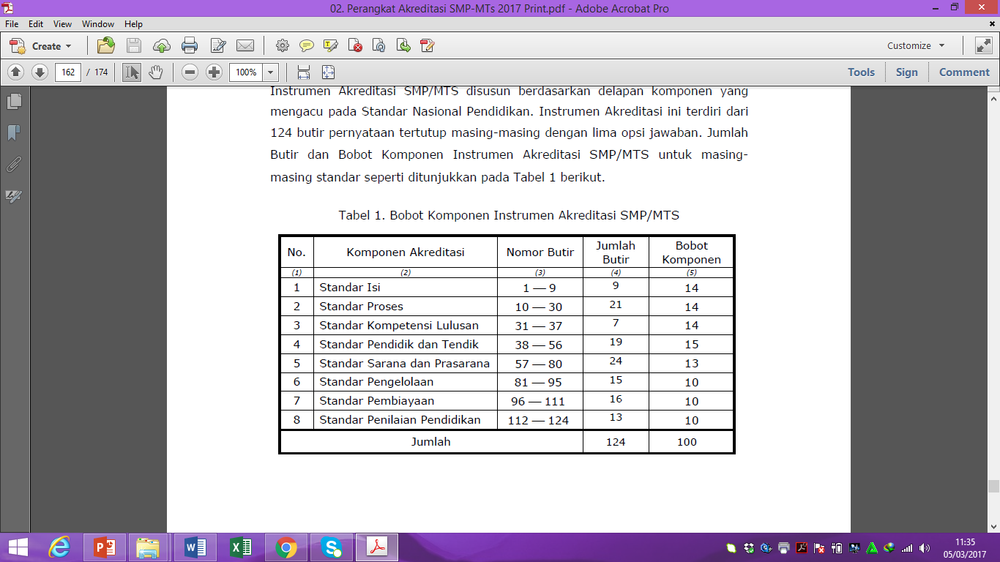 02. Perangkat Akreditasi SMP-MTs 2017 Print.pdf - Adobe Acrobat Pro
File Edit View Window Help
Create Customize
162 / 174 100% Tools Sign Comment
Instrumen Akreditasi SMP/MTS disusun berdasarkan delapan komponen yang
mengacu pada Standar Nasional Pendidikan. Instrumen Akreditasi ini terdiri dari
124 butir pernyataan tertutup masing-masing dengan lima opsi jawaban. Jumlah
Butir dan Bobot Komponen Instrumen Akreditasi SMP/MTS untuk masing-
masing standar seperti ditunjukkan pada Tabel 1 berikut.
Tabel 1. Bobot Komponen Instrumen Akreditasi SMP/MTS
No. Komponen Akreditasi Nomor Butir Jumlah Butir Bobot Komponen
(1) (2) (3) (4) (5)
1 Standar Isi 1 — 9 9 14
2 Standar Proses 10 — 30 21 14
3 Standar Kompetensi Lulusan 31 — 37 7 14
4 Standar Pendidik dan Tendik 38 — 56 19 15
5 Standar Sarana dan Prasarana 57 — 80 24 13
6 Standar Pengelolaan 81 — 95 15 10
7 Standar Pembiayaan 96 — 111 16 10
8 Standar Penilaian Pendidikan 112 — 124 13 10
Jumlah 124 100
11:35
05/03/2017